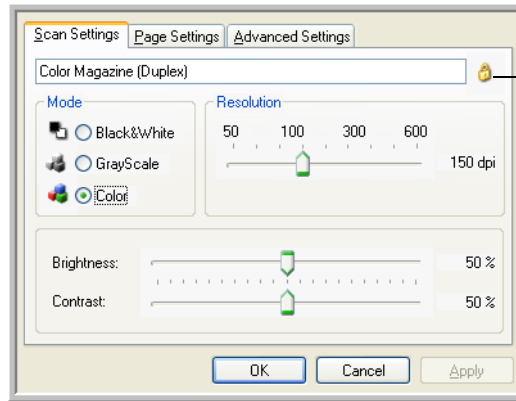 Scan Settings Page Settings Advanced Settings
Color Magazine (Duplex)
Mode
Black&White
GrayScale
Color
Resolution
50 100 300 600
150 dpi
Brightness: 50 %
Contrast: 50 %
OK Cancel Apply